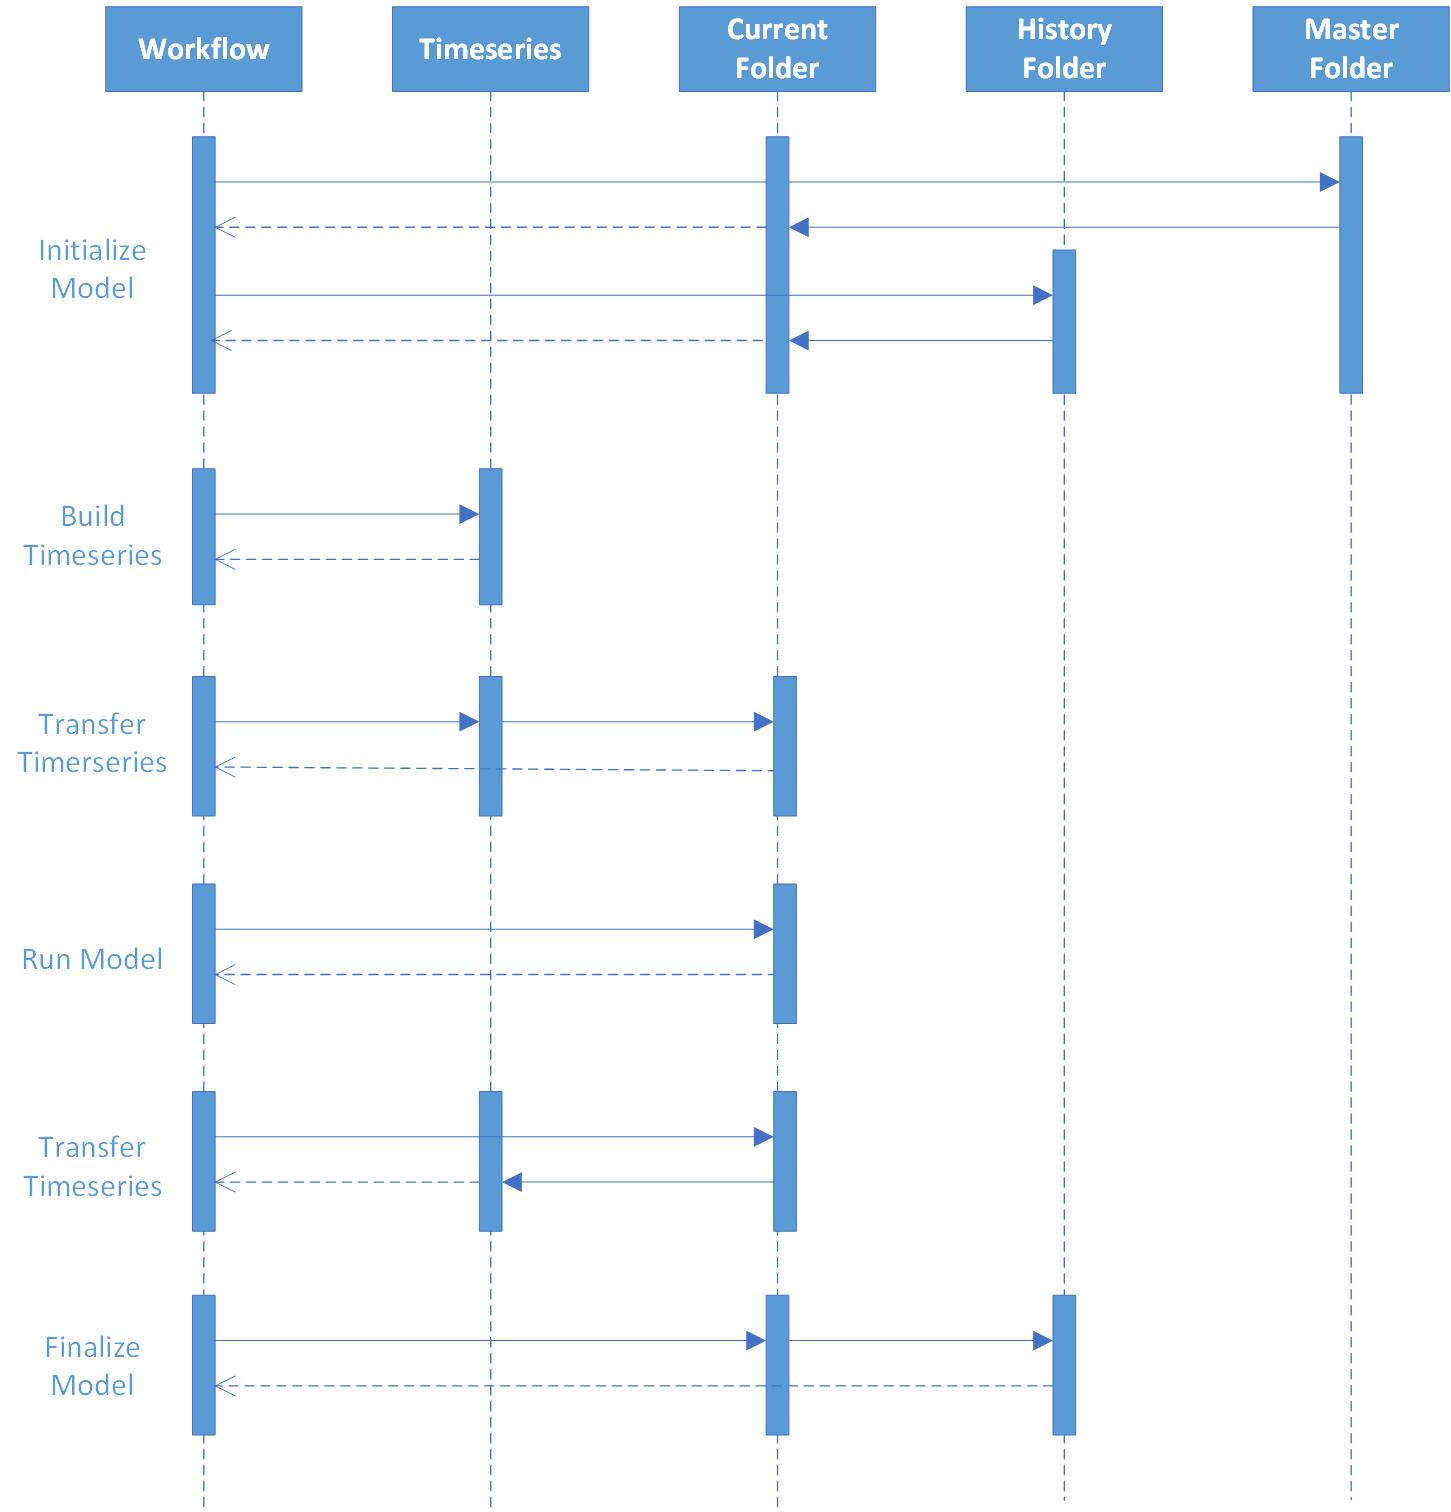 Workflow
Timeseries
Current
Folder
History
Folder
Master
Folder
Initialize
Model
Build
Timeseries
Transfer
Timerseries
Run Model
Transfer
Timeseries
Finalize
Model